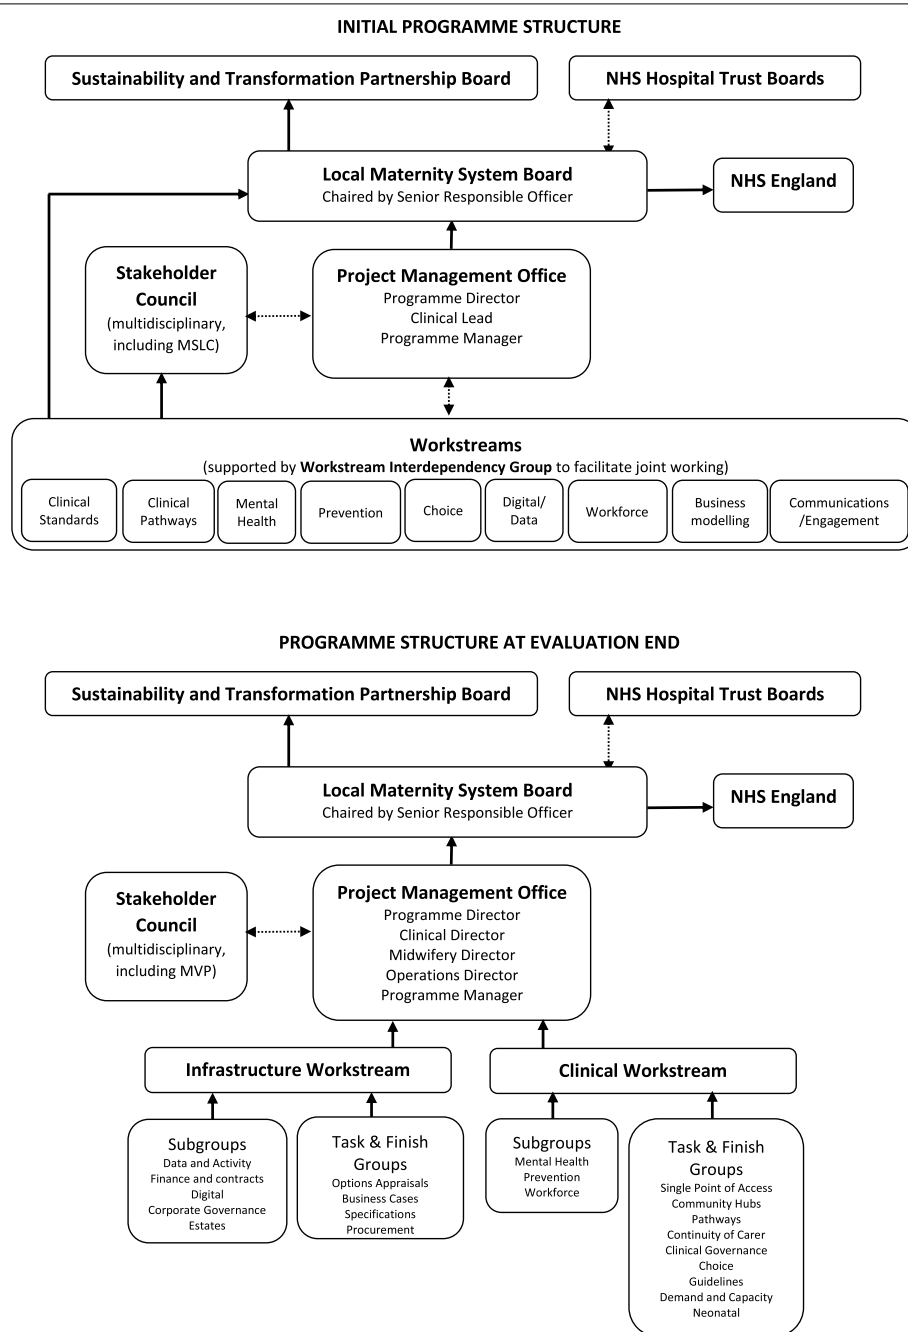 INITIAL PROGRAMME STRUCTURE
Sustainability and Transformation Partnership Board
NHS Hospital Trust Boards
Local Maternity System Board
Chaired by Senior Responsible Officer
NHS England
Stakeholder
Council
(multidisciplinary,
including MSLC)
Project Management Office
Programme Director
Clinical Lead
Programme Manager
Workstreams
(supported by Workstream Interdependency Group to facilitate joint working)
Clinical
Standards
Clinical
Pathways
Mental
Health
Prevention
Choice
Digital/
Data
Workforce
Business
modelling
Communications
/Engagement
PROGRAMME STRUCTURE AT EVALUATION END
Sustainability and Transformation Partnership Board
NHS Hospital Trust Boards
Local Maternity System Board
Chaired by Senior Responsible Officer
NHS England
Stakeholder
Council
(multidisciplinary,
including MVP)
Project Management Office
Programme Director
Clinical Director
Midwifery Director
Operations Director
Programme Manager
Infrastructure Workstream
Clinical Workstream
Subgroups
Data and Activity
Finance and contracts
Digital
Corporate Governance
Estates
Task & Finish
Groups
Options Appraisals
Business Cases
Specifications
Procurement
Subgroups
Mental Health
Prevention
Workforce
Task & Finish
Groups
Single Point of Access
Community Hubs
Pathways
Continuity of Carer
Clinical Governance
Choice
Guidelines
Demand and Capacity
Neonatal